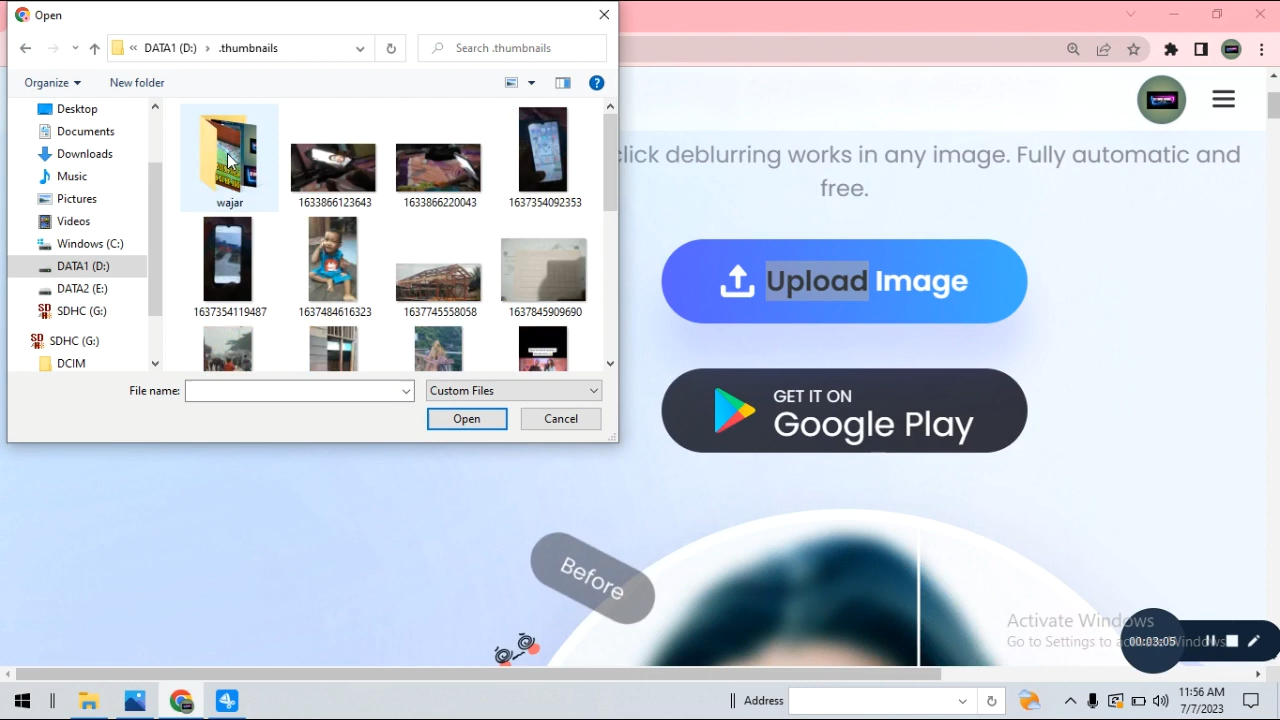 Open
DATA1 (D:) › .thumbnails
Search .thumbnails
Organize
New folder
Desktop
Documents
Downloads
Music
Pictures
Videos
Windows (C:)
DATA1 (D:)
DATA2 (E:)
SDHC (G:)
SDHC (G:)
DCIM
wajar
1633866123643
1633866220043
1637354092353
1637354119487
1637484616323
1637745558058
1637845909690
File name:
Custom Files
Open
Cancel
click deblurring works in any image. Fully automatic and
free.
Upload Image
GET IT ON
Google Play
Before
Activate Windows
Go to Settings to activate Windows.
00:03:05
Address
11:56 AM
7/7/2023